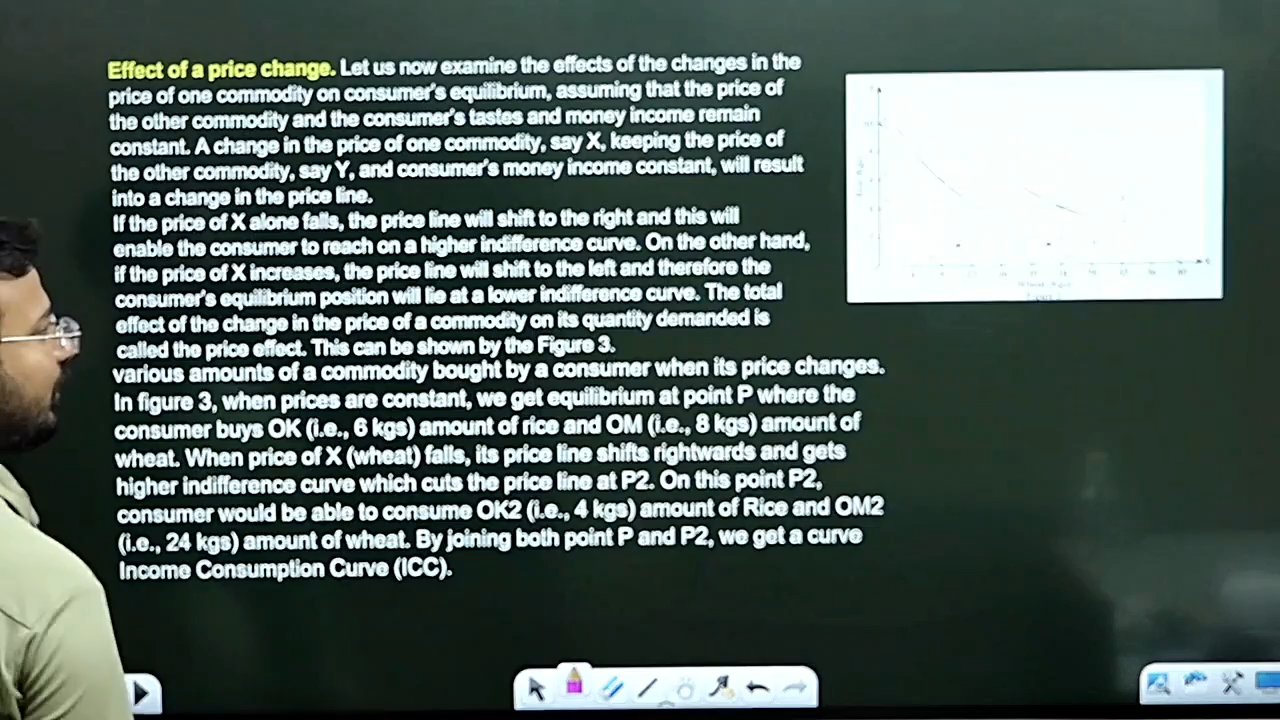 Effect of a price change. Let us now examine the effects of the changes in the
price of one commodity on consumer's equilibrium, assuming that the price of
the other commodity and the consumer's tastes and money income remain
constant. A change in the price of one commodity, say X, keeping the price of
the other commodity, say Y, and consumer's money income constant, will result
into a change in the price line.
If the price of X alone falls, the price line will shift to the right and this will
enable the consumer to reach on a higher indifference curve. On the other hand,
if the price of X increases, the price line will shift to the left and therefore the
consumer's equilibrium position will lie at a lower indifference curve. The total
effect of the change in the price of a commodity on its quantity demanded is
called the price effect. This can be shown by the Figure 3.
various amounts of a commodity bought by a consumer when its price changes.
In figure 3, when prices are constant, we get equilibrium at point P where the
consumer buys OK (i.e., 6 kgs) amount of rice and OM (i.e., 8 kgs) amount of
wheat. When price of X (wheat) falls, its price line shifts rightwards and gets
higher indifference curve which cuts the price line at P2. On this point P2,
consumer would be able to consume OK2 (i.e., 4 kgs) amount of Rice and OM2
(i.e., 24 kgs) amount of wheat. By joining both point P and P2, we get a curve
Income Consumption Curve (ICC).